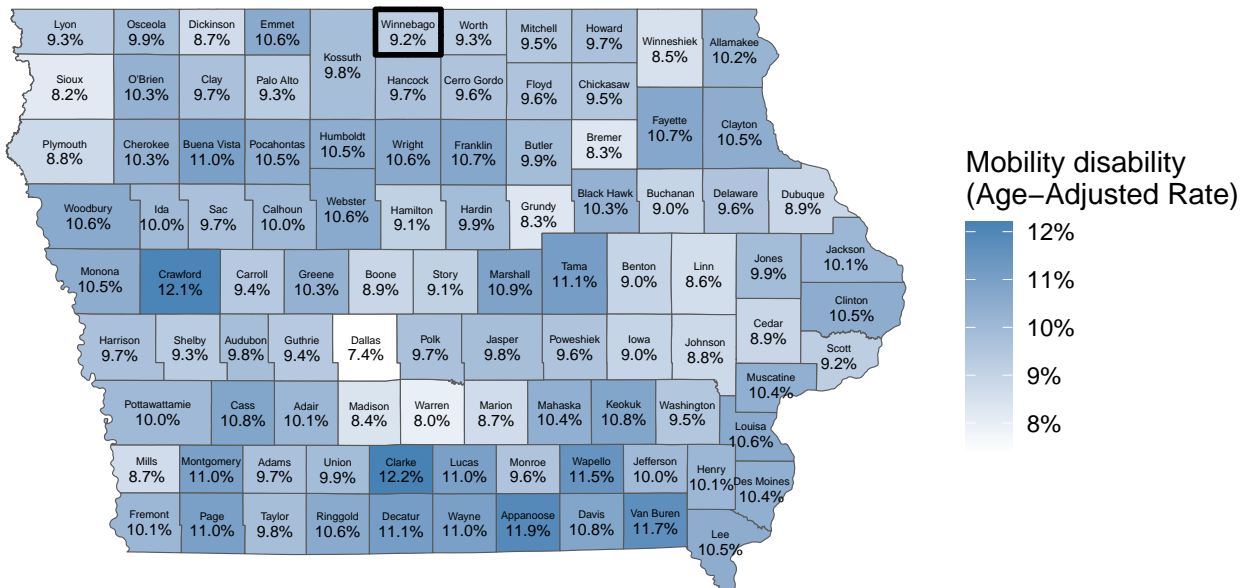 Lyon
9.3%
Osceola
9.9%
Dickinson
8.7%
Emmet
10.6%
Kossuth
9.8%
Winnebago
9.2%
Worth
9.3%
Mitchell
9.5%
Howard
9.7%
Winneshiek
8.5%
Allamakee
10.2%
Sioux
8.2%
O'Brien
10.3%
Clay
9.7%
Palo Alto
9.3%
Hancock
9.7%
Cerro Gordo
9.6%
Floyd
9.6%
Chickasaw
9.5%
Fayette
10.7%
Clayton
10.5%
Plymouth
8.8%
Cherokee
10.3%
Buena Vista
11.0%
Pocahontas
10.5%
Humboldt
10.5%
Wright
10.6%
Franklin
10.7%
Butler
9.9%
Bremer
8.3%
Woodbury
10.6%
Ida
10.0%
Sac
9.7%
Calhoun
10.0%
Webster
10.6%
Hamilton
9.1%
Hardin
9.9%
Grundy
8.3%
Black Hawk
10.3%
Buchanan
9.0%
Delaware
9.6%
Dubuque
8.9%
Monona
10.5%
Crawford
12.1%
Carroll
9.4%
Greene
10.3%
Boone
8.9%
Story
9.1%
Marshall
10.9%
Tama
11.1%
Benton
9.0%
Linn
8.6%
Jones
9.9%
Jackson
10.1%
Clinton
10.5%
Harrison
9.7%
Shelby
9.3%
Audubon
9.8%
Guthrie
9.4%
Dallas
7.4%
Polk
9.7%
Jasper
9.8%
Poweshiek
9.6%
Iowa
9.0%
Johnson
8.8%
Cedar
8.9%
Scott
9.2%
Muscatine
10.4%
Pottawattamie
10.0%
Cass
10.8%
Adair
10.1%
Madison
8.4%
Warren
8.0%
Marion
8.7%
Mahaska
10.4%
Keokuk
10.8%
Washington
9.5%
Louisa
10.6%
Mills
8.7%
Montgomery
11.0%
Adams
9.7%
Union
9.9%
Clarke
12.2%
Lucas
11.0%
Monroe
9.6%
Wapello
11.5%
Jefferson
10.0%
Henry
10.1%
Des Moines
10.4%
Fremont
10.1%
Page
11.0%
Taylor
9.8%
Ringgold
10.6%
Decatur
11.1%
Wayne
11.0%
Appanoose
11.9%
Davis
10.8%
Van Buren
11.7%
Lee
10.5%
Mobility disability
(Age−Adjusted Rate)
12%
11%
10%
9%
8%